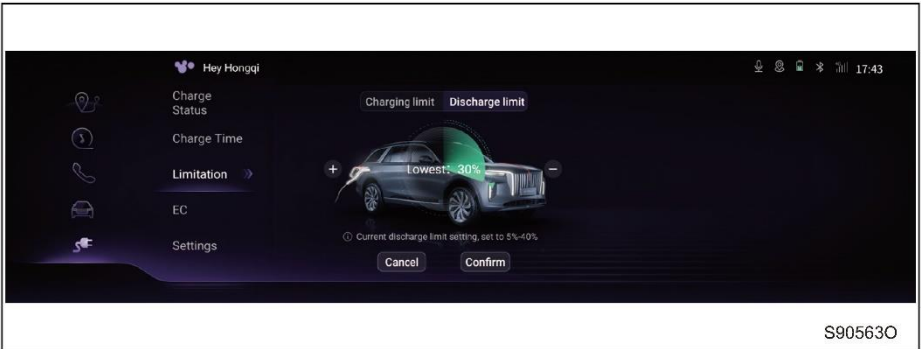 Hey Hongqi
17:43
Charge
Status
Charge Time
Limitation
EC
Settings
Charging limit Discharge limit
+ Lowest: 30% −
Current discharge limit setting, set to 5%-40%
Cancel Confirm
S90563O